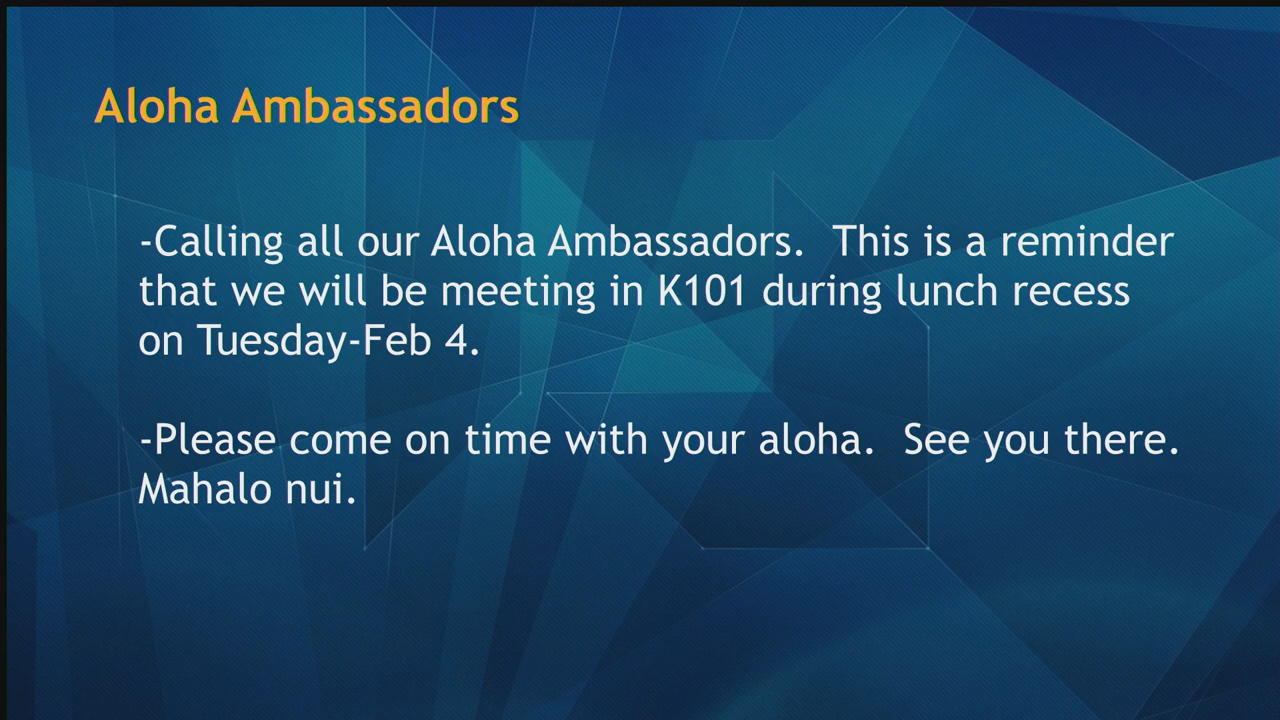 Aloha Ambassadors
-Calling all our Aloha Ambassadors.  This is a reminder
that we will be meeting in K101 during lunch recess
on Tuesday-Feb 4.
-Please come on time with your aloha.  See you there.
Mahalo nui.